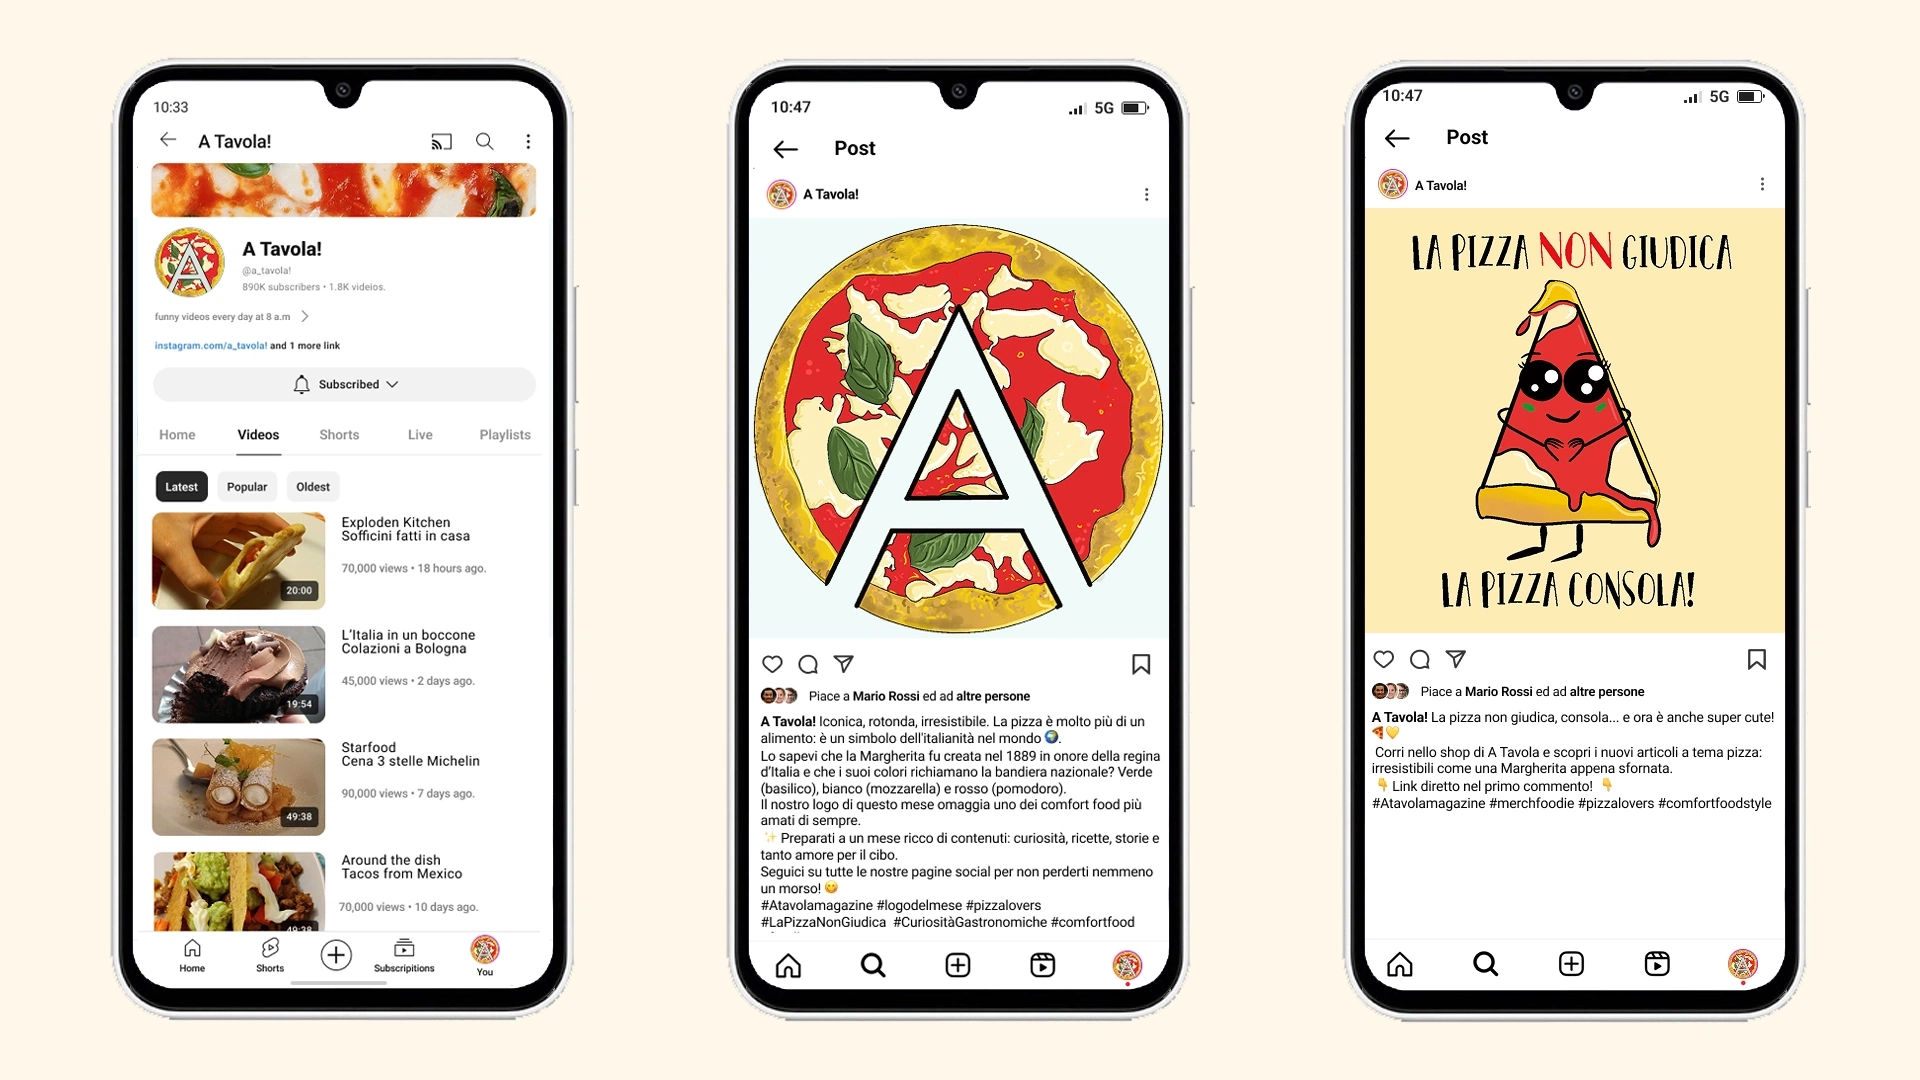 10:33
A Tavola!
A Tavola!
@a_tavola!
890K subscribers • 1.8K videios.
funny videos every day at 8 a.m
instagram.com/a_tavola! and 1 more link
Subscribed
Home Videos Shorts Live Playlists
Latest Popular Oldest
Exploden Kitchen
Sofficini fatti in casa
70,000 views • 18 hours ago.
20:00
L'Italia in un boccone
Colazioni a Bologna
45,000 views • 2 days ago.
19:54
Starfood
Cena 3 stelle Michelin
90,000 views • 7 days ago.
49:38
Around the dish
Tacos from Mexico
70,000 views • 10 days ago.
49:38
Home Shorts Subscripitions You
10:47 5G
Post
A Tavola!
A
Piace a Mario Rossi ed ad altre persone
A Tavola! Iconica, rotonda, irresistibile. La pizza è molto più di un
alimento: è un simbolo dell'italianità nel mondo 🌍.
Lo sapevi che la Margherita fu creata nel 1889 in onore della regina
d'Italia e che i suoi colori richiamano la bandiera nazionale? Verde
(basilico), bianco (mozzarella) e rosso (pomodoro).
Il nostro logo di questo mese omaggia uno dei comfort food più
amati di sempre.
✨ Preparati a un mese ricco di contenuti: curiosità, ricette, storie e
tanto amore per il cibo.
Seguici su tutte le nostre pagine social per non perderti nemmeno
un morso! 😋
#Atavolamagazine #logodelmese #pizzalovers
#LaPizzaNonGiudica #CuriositàGastronomiche #comfortfood
10:47 5G
Post
A Tavola!
LA PIZZA NON GIUDICA
LA PIZZA CONSOLA!
Piace a Mario Rossi ed ad altre persone
A Tavola! La pizza non giudica, consola... e ora è anche super cute!
🍕💛
Corri nello shop di A Tavola e scopri i nuovi articoli a tema pizza:
irresistibili come una Margherita appena sfornata.
👇 Link diretto nel primo commento! 👇
#Atavolamagazine #merchfoodie #pizzalovers #comfortfoodstyle